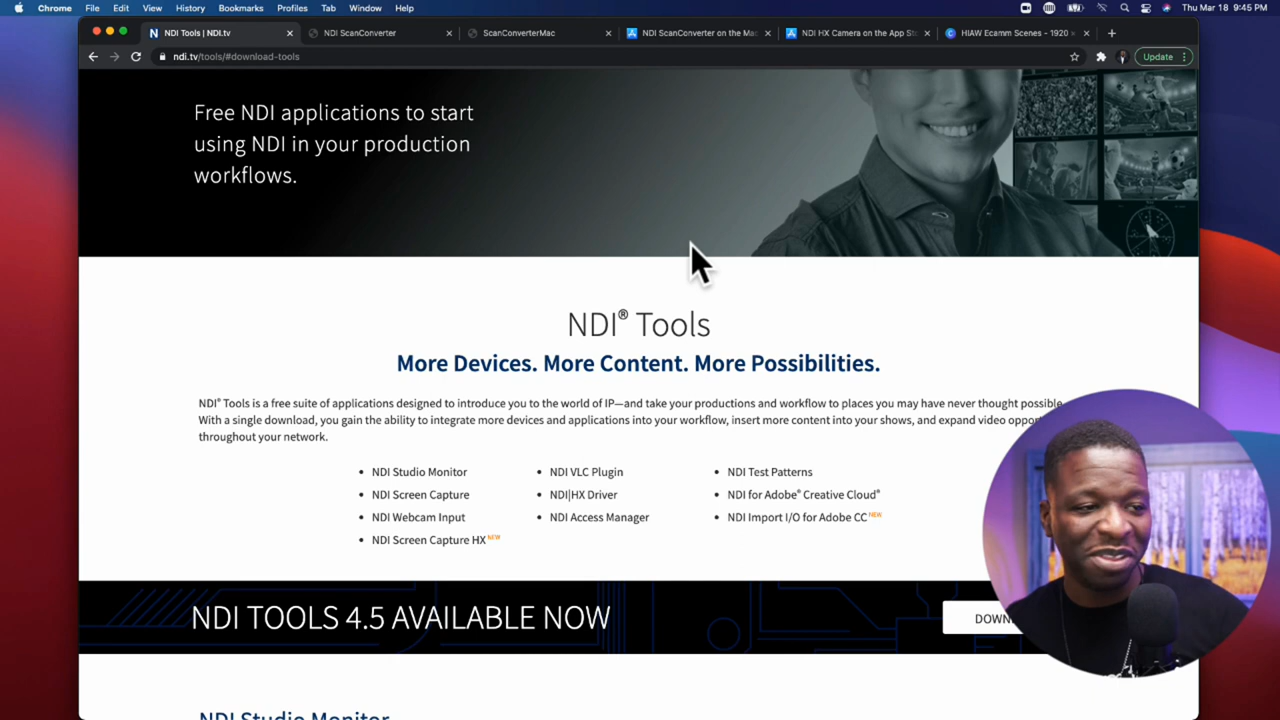 Chrome File Edit View History Bookmarks Profiles Tab Window Help Thu Mar 18 9:45 PM
NDI Tools | NDI.tv NDI ScanConverter ScanConverterMac NDI ScanConverter on the Mac NDI HX Camera on the App St HIAW Ecamm Scenes - 1920
ndi.tv/tools/#download-tools Update
Free NDI applications to start
using NDI in your production
workflows.
NDI® Tools
More Devices. More Content. More Possibilities.
NDI® Tools is a free suite of applications designed to introduce you to the world of IP—and take your productions and workflow to places you may have never thought possible.
With a single download, you gain the ability to integrate more devices and applications into your workflow, insert more content into your shows, and expand video
throughout your network.
• NDI Studio Monitor • NDI VLC Plugin • NDI Test Patterns
• NDI Screen Capture • NDI|HX Driver • NDI for Adobe® Creative Cloud®
• NDI Webcam Input • NDI Access Manager • NDI Import I/O for Adobe CC NEW
• NDI Screen Capture HX NEW
NDI TOOLS 4.5 AVAILABLE NOW
DOWN
NDI Studio Monitor